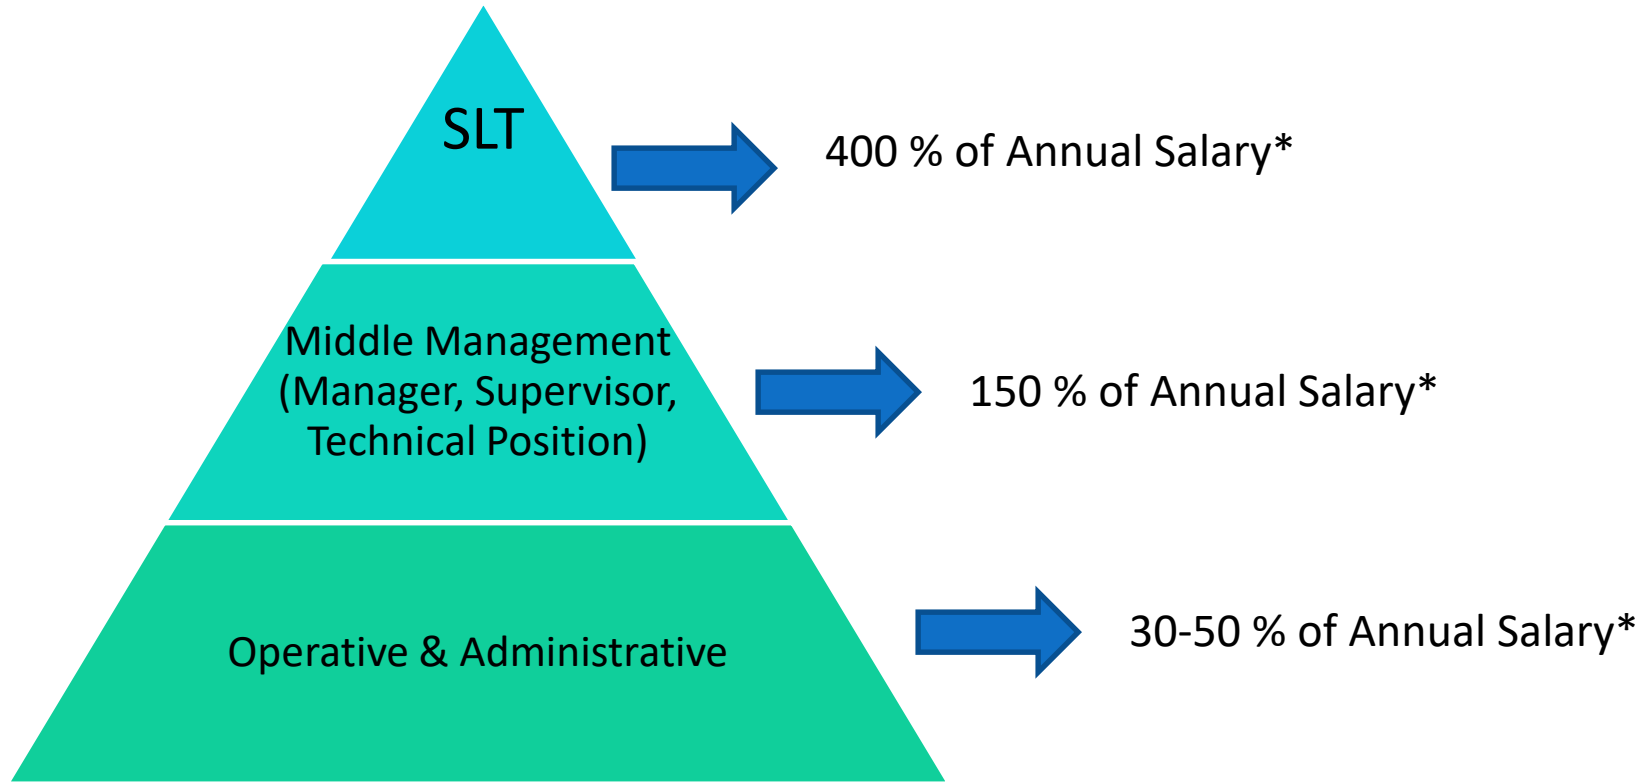 SLT
400 % of Annual Salary*
Middle Management
(Manager, Supervisor,
Technical Position)
150 % of Annual Salary*
Operative & Administrative
30-50 % of Annual Salary*